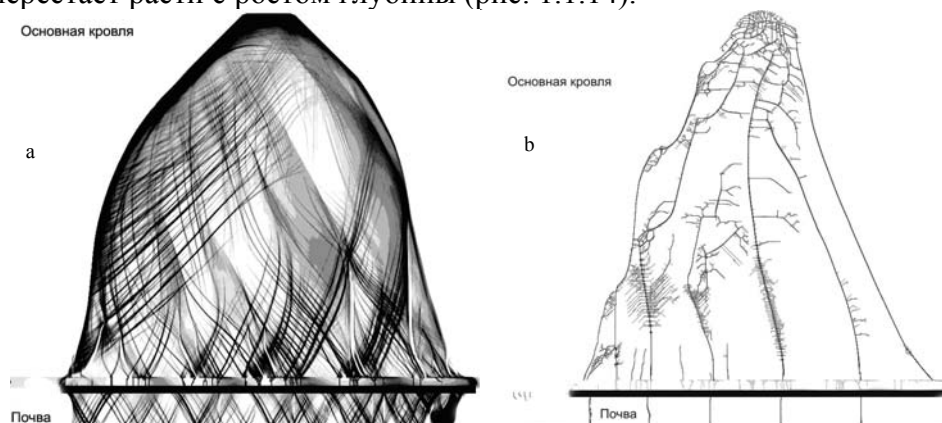 перестает расти с ростом глубины (рис. 1.1.14).
Основная кровля
Основная кровля
a
b
Почва
Почва